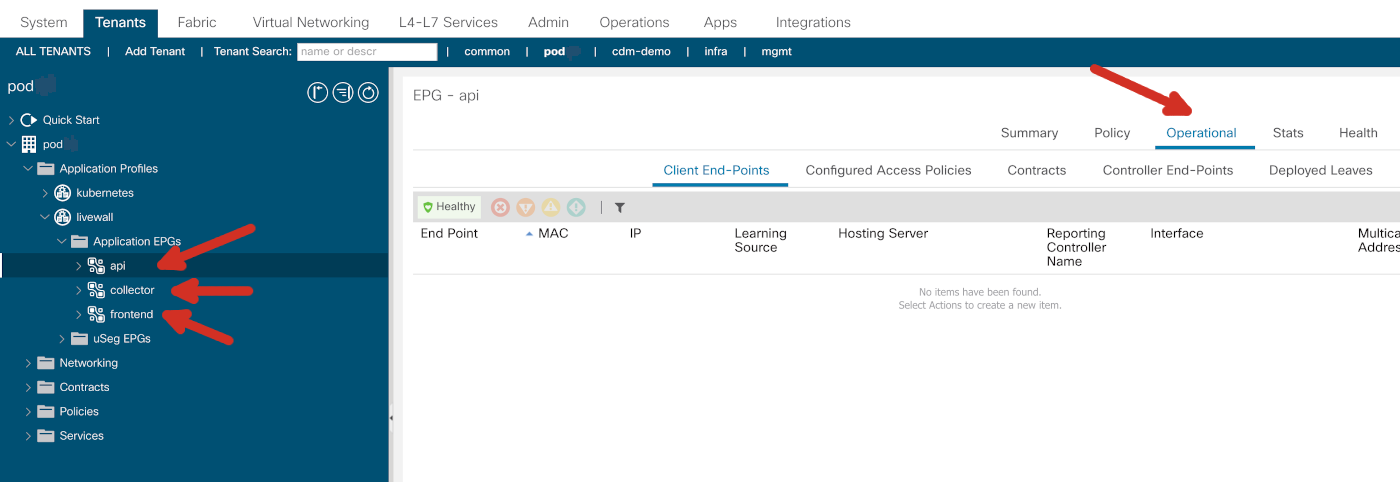 System Tenants Fabric Virtual Networking L4-L7 Services Admin Operations Apps Integrations
ALL TENANTS | Add Tenant | Tenant Search: name or descr | common | pod | cdm-demo | infra | mgmt
pod
Quick Start
pod
Application Profiles
kubernetes
livewall
Application EPGs
api
collector
frontend
uSeg EPGs
Networking
Contracts
Policies
Services
EPG - api
Summary Policy Operational Stats Health
Client End-Points Configured Access Policies Contracts Controller End-Points Deployed Leaves
Healthy
End Point MAC IP Learning Hosting Server Reporting Interface Multica
Source Controller Addres
Name
No items have been found.
Select Actions to create a new item.